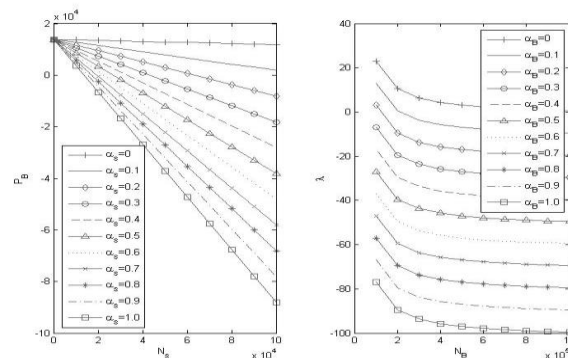 x 10⁴
4
2
0
-2
-4
-6
-8
-10
P_B
α_s=0
α_s=0.1
α_s=0.2
α_s=0.3
α_s=0.4
α_s=0.5
α_s=0.6
α_s=0.7
α_s=0.8
α_s=0.9
α_s=1.0
0 2 4 6 8 10
N_s
x 10⁴
40
20
0
-20
-40
-60
-80
-100
λ
α_B=0
α_B=0.1
α_B=0.2
α_B=0.3
α_B=0.4
α_B=0.5
α_B=0.6
α_B=0.7
α_B=0.8
α_B=0.9
α_B=1.0
0 2 4 6 8 10
N_B
x 10⁵